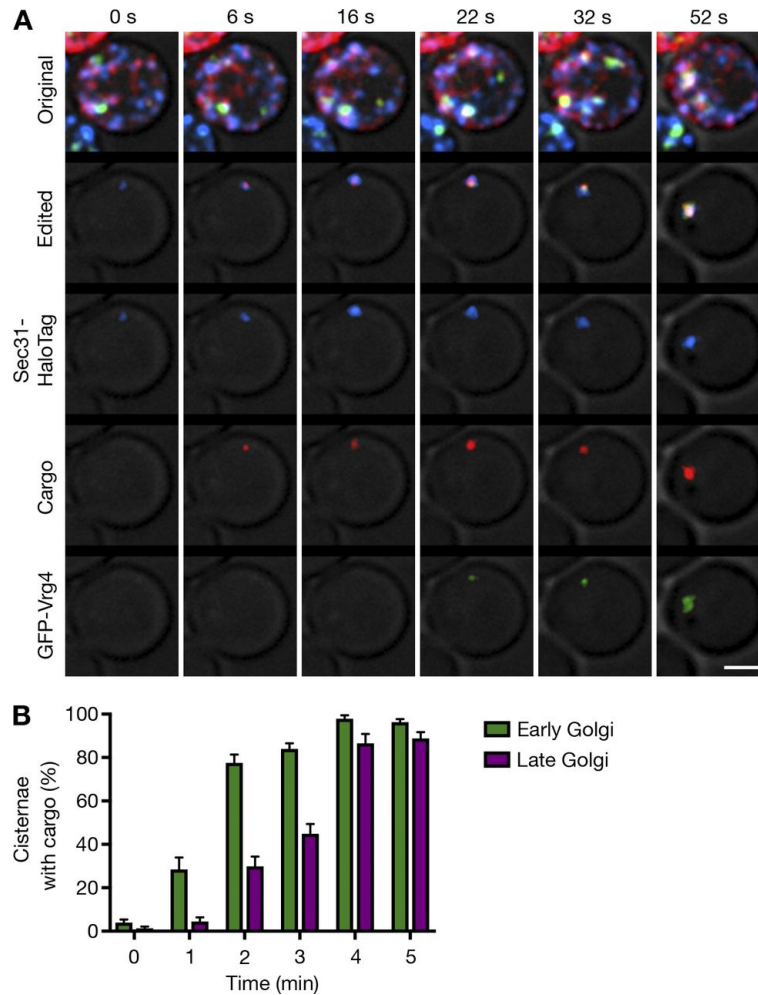 A
0 s 6 s 16 s 22 s 32 s 52 s
Original
Edited
Sec31-
HaloTag
Cargo
GFP-Vrg4
B
100
80
60
40
20
0
Cisternae
with cargo (%)
0 1 2 3 4 5
Time (min)
Early Golgi
Late Golgi